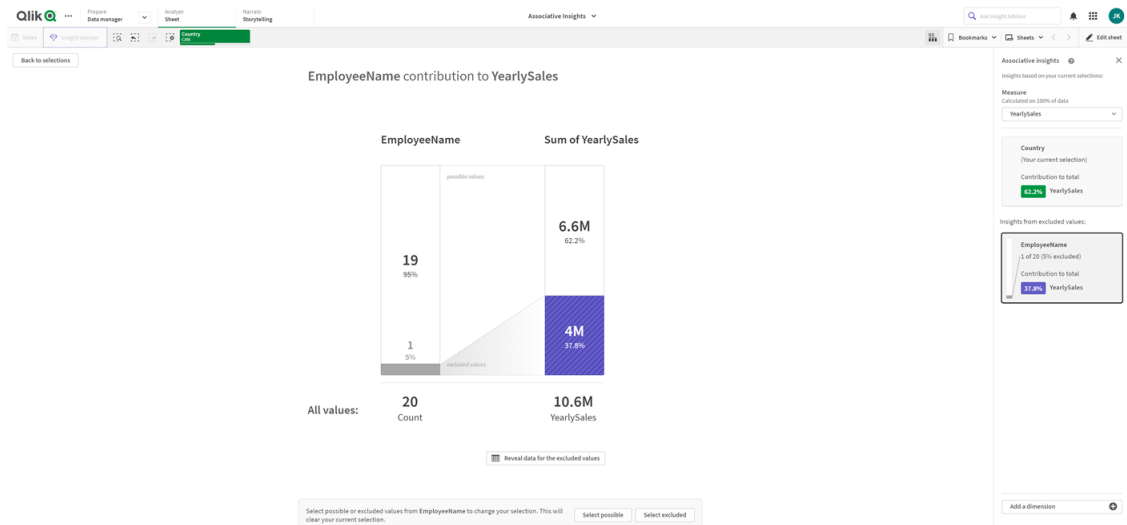 Qlik
Prepare
Data manager
Analyze
Sheet
Narrate
Storytelling
Associative Insights
Ask Insight Advisor
JK
Notes
Insight Advisor
Country
CAN
Bookmarks
Sheets
Edit sheet
Back to selections
EmployeeName contribution to YearlySales
EmployeeName
Sum of YearlySales
possible values
6.6M
62.2%
19
95%
4M
37.8%
1
5%
excluded values
All values:
20
Count
10.6M
YearlySales
Reveal data for the excluded values
Select possible or excluded values from EmployeeName to change your selection. This will
clear your current selection.
Select possible
Select excluded
Associative insights
Insights based on your current selections:
Measure
Calculated on 100% of data
YearlySales
Country
(Your current selection)
Contribution to total
62.2% YearlySales
Insights from excluded values:
EmployeeName
1 of 20 (5% excluded)
Contribution to total
37.8% YearlySales
Add a dimension